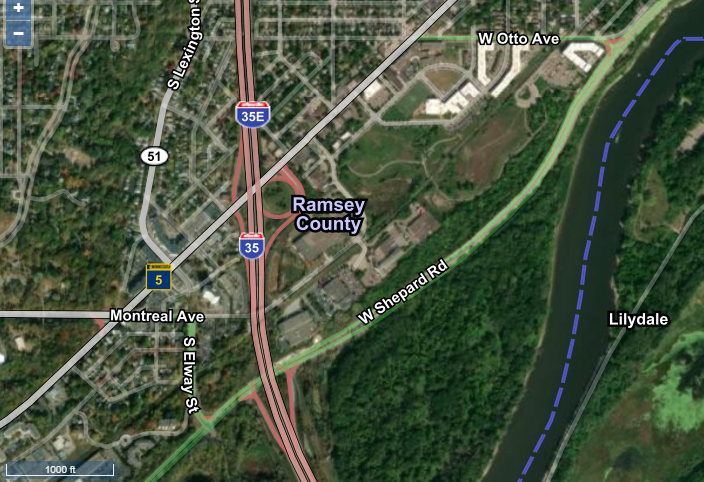 +
−
S Lexington
W Otto Ave
35E
51
Ramsey
County
35
5
W Shepard Rd
Montreal Ave
Lilydale
S Elway St
1000 ft